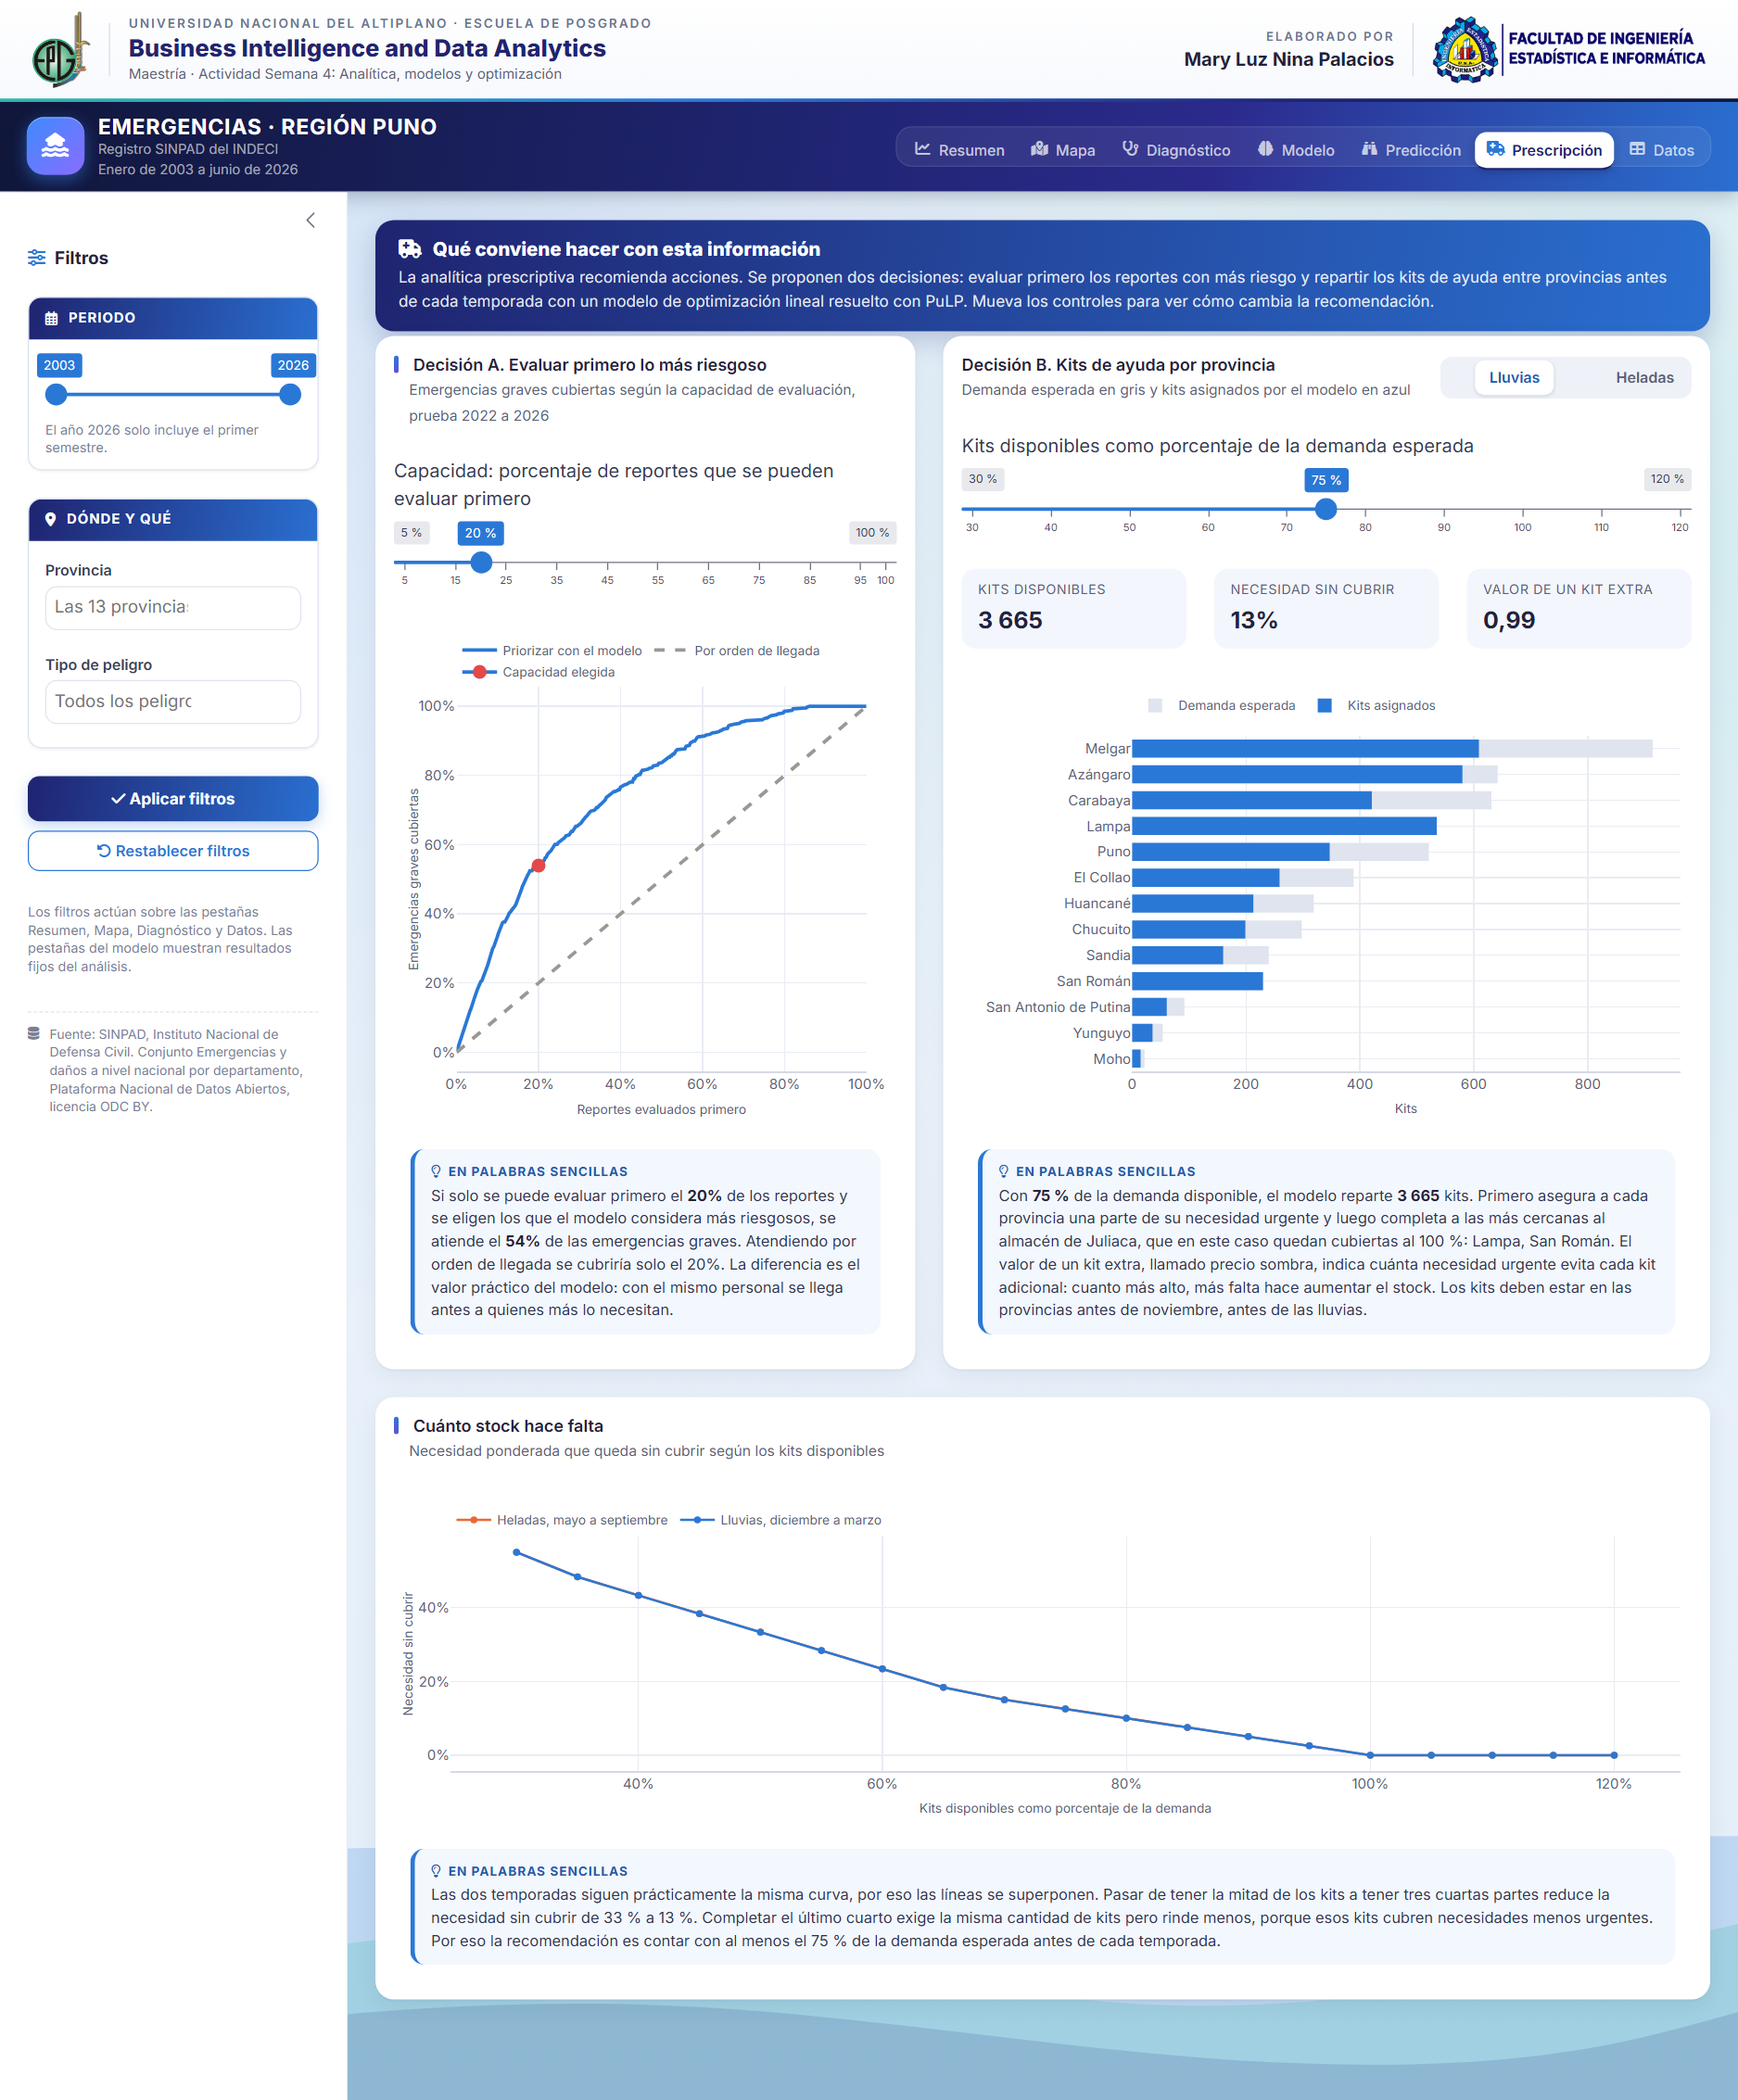 UNIVERSIDAD NACIONAL DEL ALTIPLANO · ESCUELA DE POSGRADO
Business Intelligence and Data Analytics
Maestría · Actividad Semana 4: Analítica, modelos y optimización
ELABORADO POR
Mary Luz Nina Palacios
FACULTAD DE INGENIERÍA
ESTADÍSTICA E INFORMÁTICA
EMERGENCIAS · REGIÓN PUNO
Registro SINPAD del INDECI
Enero de 2003 a junio de 2026
Resumen
Mapa
Diagnóstico
Modelo
Predicción
Prescripción
Datos
Filtros
PERIODO
2003
2026
El año 2026 solo incluye el primer
semestre.
DÓNDE Y QUÉ
Provincia
Las 13 provincia
Tipo de peligro
Todos los peligrc
Aplicar filtros
Restablecer filtros
Los filtros actúan sobre las pestañas
Resumen, Mapa, Diagnóstico y Datos. Las
pestañas del modelo muestran resultados
fijos del análisis.
Fuente: SINPAD, Instituto Nacional de
Defensa Civil. Conjunto Emergencias y
daños a nivel nacional por departamento,
Plataforma Nacional de Datos Abiertos,
licencia ODC BY.
Qué conviene hacer con esta información
La analítica prescriptiva recomienda acciones. Se proponen dos decisiones: evaluar primero los reportes con más riesgo y repartir los kits de ayuda entre provincias antes
de cada temporada con un modelo de optimización lineal resuelto con PuLP. Mueva los controles para ver cómo cambia la recomendación.
Decisión A. Evaluar primero lo más riesgoso
Emergencias graves cubiertas según la capacidad de evaluación,
prueba 2022 a 2026
Capacidad: porcentaje de reportes que se pueden
evaluar primero
5 %
20 %
100 %
5 15 25 35 45 55 65 75 85 95 100
Priorizar con el modelo
Por orden de llegada
Capacidad elegida
Emergencias graves cubiertas
100%
80%
60%
40%
20%
0%
0% 20% 40% 60% 80% 100%
Reportes evaluados primero
EN PALABRAS SENCILLAS
Si solo se puede evaluar primero el 20% de los reportes y
se eligen los que el modelo considera más riesgosos, se
atiende el 54% de las emergencias graves. Atendiendo por
orden de llegada se cubriría solo el 20%. La diferencia es el
valor práctico del modelo: con el mismo personal se llega
antes a quienes más lo necesitan.
Decisión B. Kits de ayuda por provincia
Demanda esperada en gris y kits asignados por el modelo en azul
Lluvias
Heladas
Kits disponibles como porcentaje de la demanda esperada
30 %
75 %
120 %
30 40 50 60 70 80 90 100 110 120
KITS DISPONIBLES
3 665
NECESIDAD SIN CUBRIR
13%
VALOR DE UN KIT EXTRA
0,99
Demanda esperada
Kits asignados
Melgar
Azángaro
Carabaya
Lampa
Puno
El Collao
Huancané
Chucuito
Sandia
San Román
San Antonio de Putina
Yunguyo
Moho
0 200 400 600 800
Kits
EN PALABRAS SENCILLAS
Con 75 % de la demanda disponible, el modelo reparte 3 665 kits. Primero asegura a cada
provincia una parte de su necesidad urgente y luego completa a las más cercanas al
almacén de Juliaca, que en este caso quedan cubiertas al 100 %: Lampa, San Román. El
valor de un kit extra, llamado precio sombra, indica cuánta necesidad urgente evita cada kit
adicional: cuanto más alto, más falta hace aumentar el stock. Los kits deben estar en las
provincias antes de noviembre, antes de las lluvias.
Cuánto stock hace falta
Necesidad ponderada que queda sin cubrir según los kits disponibles
Heladas, mayo a septiembre
Lluvias, diciembre a marzo
Necesidad sin cubrir
40%
20%
0%
40% 60% 80% 100% 120%
Kits disponibles como porcentaje de la demanda
EN PALABRAS SENCILLAS
Las dos temporadas siguen prácticamente la misma curva, por eso las líneas se superponen. Pasar de tener la mitad de los kits a tener tres cuartas partes reduce la
necesidad sin cubrir de 33 % a 13 %. Completar el último cuarto exige la misma cantidad de kits pero rinde menos, porque esos kits cubren necesidades menos urgentes.
Por eso la recomendación es contar con al menos el 75 % de la demanda esperada antes de cada temporada.